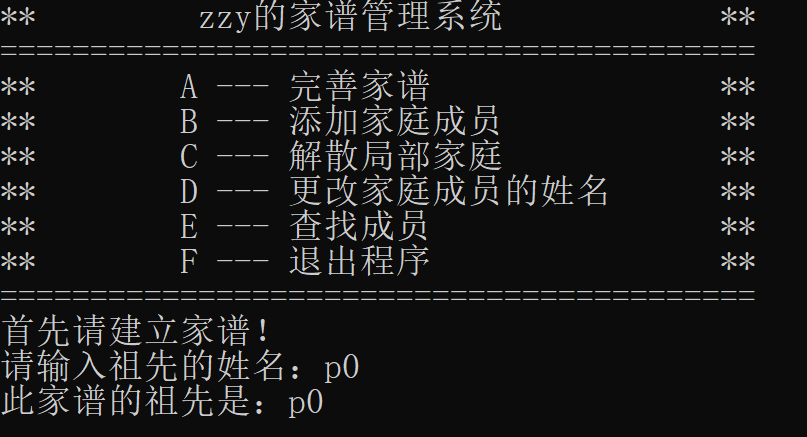 **         zzy的家谱管理系统            **
==========================================
**        A --- 完善家谱                **
**        B --- 添加家庭成员            **
**        C --- 解散局部家庭            **
**        D --- 更改家庭成员的姓名      **
**        E --- 查找成员                **
**        F --- 退出程序                **
==========================================
首先请建立家谱!
请输入祖先的姓名：p0
此家谱的祖先是：p0